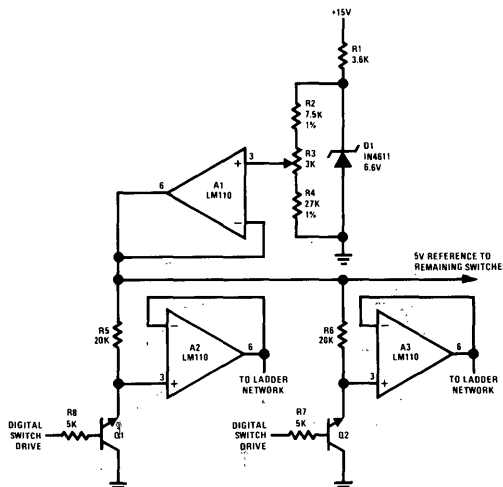 +15V
R1
3.6K
R2
7.5K
1%
R3
3K
R4
27K
1%
D1
IN4611
6.6V
3
+
A1
LM110
6
−
5V REFERENCE TO
REMAINING SWITCHES
R5
20K
−
A2
LM110
6
3
+
TO LADDER
NETWORK
R6
20K
−
A3
LM110
6
3
+
TO LADDER
NETWORK
DIGITAL
SWITCH
DRIVE
R8
5K
Q1
DIGITAL
SWITCH
DRIVE
R7
5K
Q2